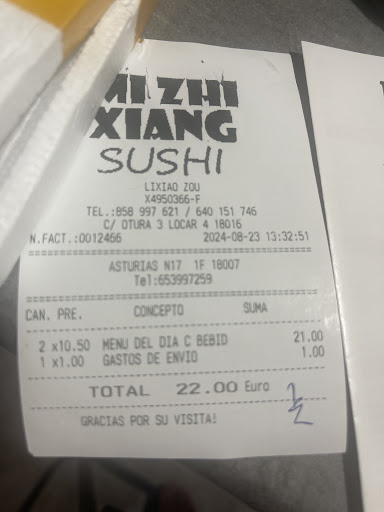 MI ZHI
XIANG
SUSHI
LIXIAO ZOU
X4950366-F
TEL.:858 997 621 / 640 151 746
C/ OTURA 3 LOCAR 4 18016
N.FACT.:0012466 2024-08-23 13:32:51
ASTURIAS N17 1F 18007
Tel:653997259
CAN. PRE. CONCEPTO SUMA
2 x10.50 MENU DEL DIA C BEBID 21.00
1 x1.00 GASTOS DE ENVIO 1.00
TOTAL 22.00 Euro
GRACIAS POR SU VISITA!